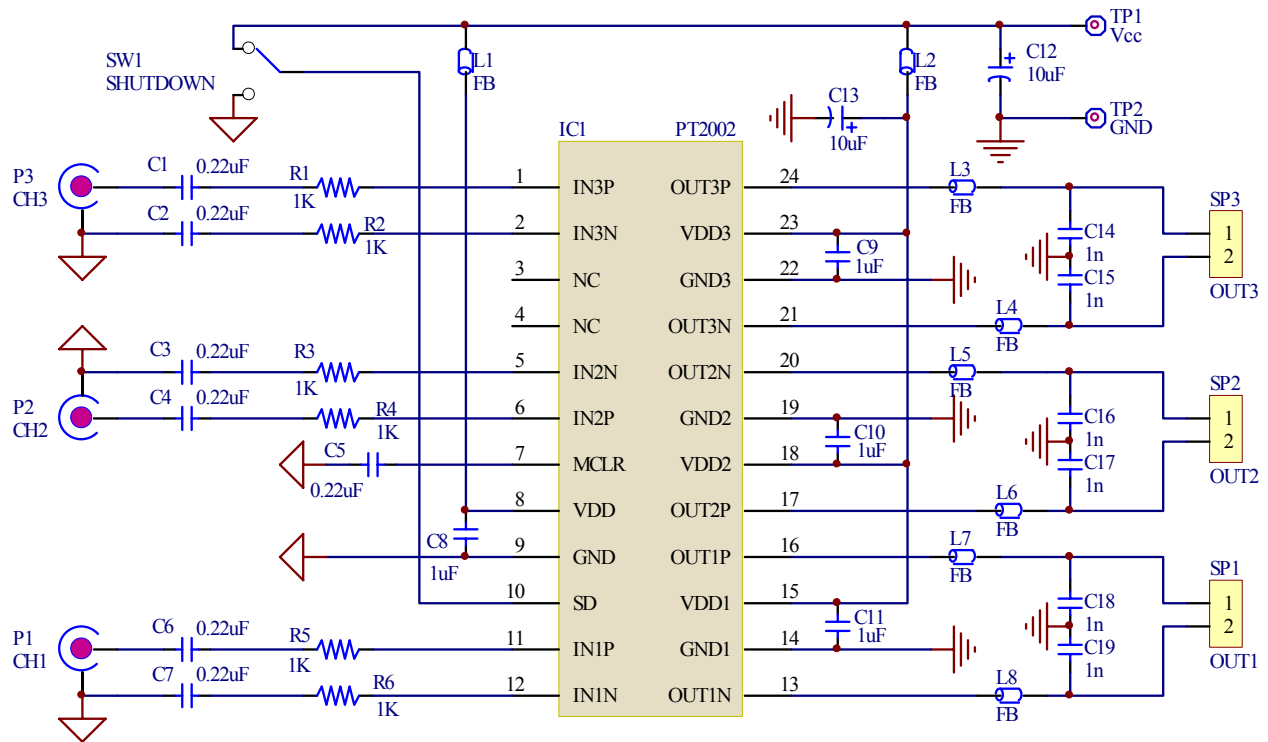 TP1
Vcc
SW1
SHUTDOWN
L1
FB
L2
FB
C12
10uF
C13
10uF
TP2
GND
IC1
PT2002
P3
CH3
C1
0.22uF
R1
1K
C2
0.22uF
R2
1K
1
IN3P
OUT3P
24
2
IN3N
VDD3
23
3
NC
GND3
22
4
NC
OUT3N
21
5
IN2N
OUT2N
20
6
IN2P
GND2
19
7
MCLR
VDD2
18
8
VDD
OUT2P
17
9
GND
OUT1P
16
10
SD
VDD1
15
11
IN1P
GND1
14
12
IN1N
OUT1N
13
L3
FB
C9
1uF
C14
1n
C15
1n
L4
FB
SP3
1
2
OUT3
C3
0.22uF
R3
1K
C4
0.22uF
R4
1K
P2
CH2
C5
0.22uF
L5
FB
C10
1uF
C16
1n
C17
1n
L6
FB
SP2
1
2
OUT2
C8
1uF
L7
FB
C11
1uF
C18
1n
C19
1n
L8
FB
SP1
1
2
OUT1
P1
CH1
C6
0.22uF
R5
1K
C7
0.22uF
R6
1K